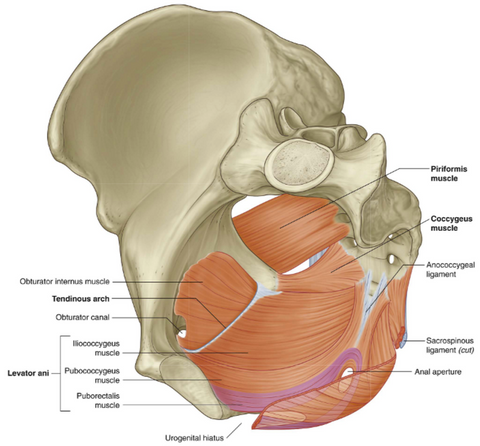 Piriformis
muscle
Coccygeus
muscle
Anococcygeal
ligament
Obturator internus muscle
Tendinous arch
Obturator canal
Iliococcygeus
muscle
Levator ani
Pubococcygeus
muscle
Puborectalis
muscle
Sacrospinous
ligament (cut)
Anal aperture
Urogenital hiatus